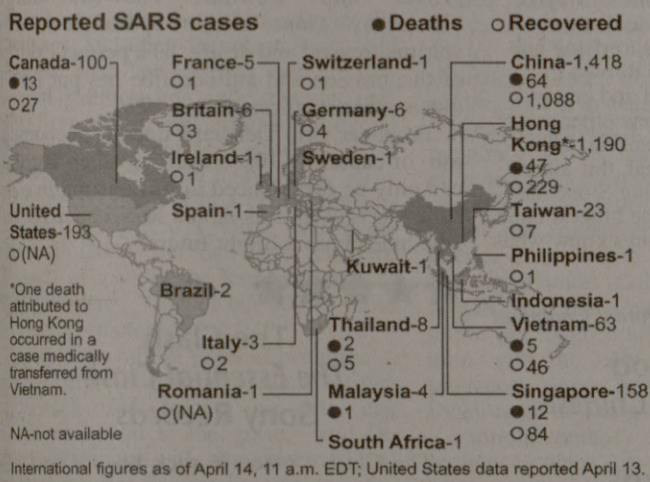 Reported SARS cases
● Deaths ○ Recovered
Canada-100
●13
○27
France-5
○1
Switzerland-1
○1
China-1,418
●64
○1,088
Britain-6
○3
Germany-6
○4
Hong
Kong*-1,190
●47
○229
Ireland-1
○1
Sweden-1
United
States-193
○(NA)
Spain-1
Taiwan-23
○7
Kuwait-1
Philippines-1
○1
Brazil-2
Indonesia-1
*One death
attributed to
Hong Kong
occurred in a
case medically
transferred from
Vietnam.
Italy-3
○2
Thailand-8
●2
○5
Vietnam-63
●5
○46
Romania-1
○(NA)
Malaysia-4
●1
Singapore-158
●12
○84
NA-not available
South Africa-1
International figures as of April 14, 11 a.m. EDT; United States data reported April 13.